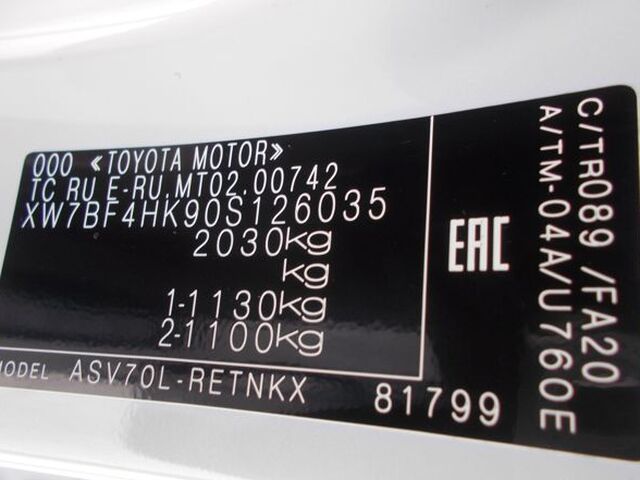 ООО «TOYOTA MOTOR»
TC RU E-RU.MT02.00742
XW7BF4HK90S126035
2030kg
kg
1-1130kg
2-1100kg
MODEL ASV70L-RETNKX
81799
EAC
C/TR089 /FA20
A/TM-04A/U760E